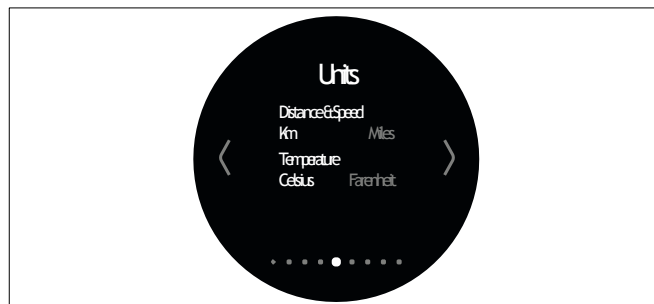 Units
Distance & Speed
Km Miles
Temperature
Celsius Farenheit